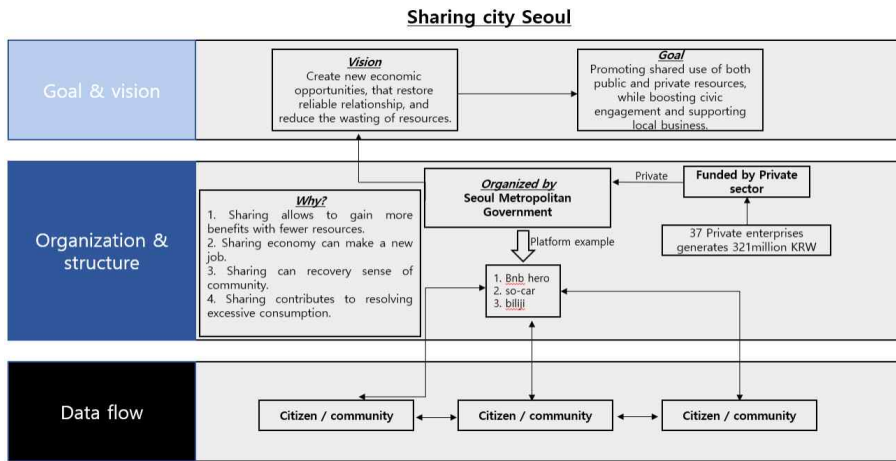 Sharing city Seoul
Goal & vision
Vision
Create new economic
opportunities, that restore
reliable relationship, and
reduce the wasting of resources.
Goal
Promoting shared use of both
public and private resources,
while boosting civic
engagement and supporting
local business.
Organization &
structure
Why?
1. Sharing allows to gain more
benefits with fewer resources.
2. Sharing economy can make a new
job.
3. Sharing can recovery sense of
community.
4. Sharing contributes to resolving
excessive consumption.
Organized by
Seoul Metropolitan
Government
Private
Funded by Private
sector
37 Private enterprises
generates 321million KRW
Platform example
1. Bnb hero
2. so-car
3. biliji
Data flow
Citizen / community
Citizen / community
Citizen / community